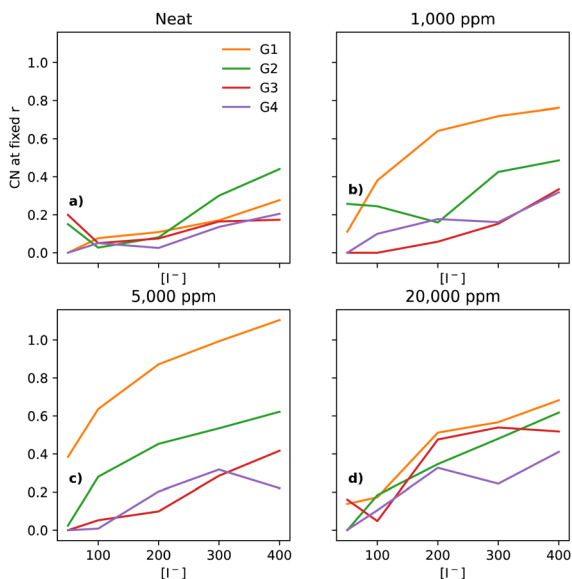 Neat
1,000 ppm
G1
G2
G3
G4
CN at fixed r
1.0
0.8
0.6
0.4
0.2
0.0
a)
b)
[I⁻]
[I⁻]
5,000 ppm
20,000 ppm
1.0
0.8
0.6
0.4
0.2
0.0
c)
d)
100 200 300 400
100 200 300 400
[I⁻]
[I⁻]